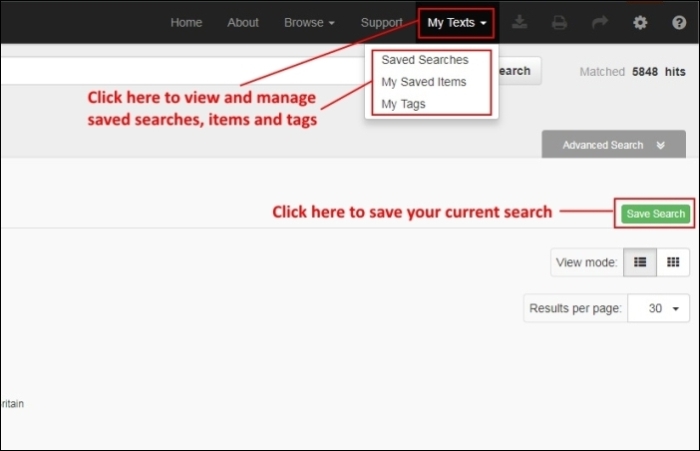 Home About Browse Support My Texts
Saved Searches
earch
Matched 5848 hits
My Saved Items
My Tags
Click here to view and manage
saved searches, items and tags
Advanced Search
Click here to save your current search
Save Search
View mode:
Results per page: 30
ritain